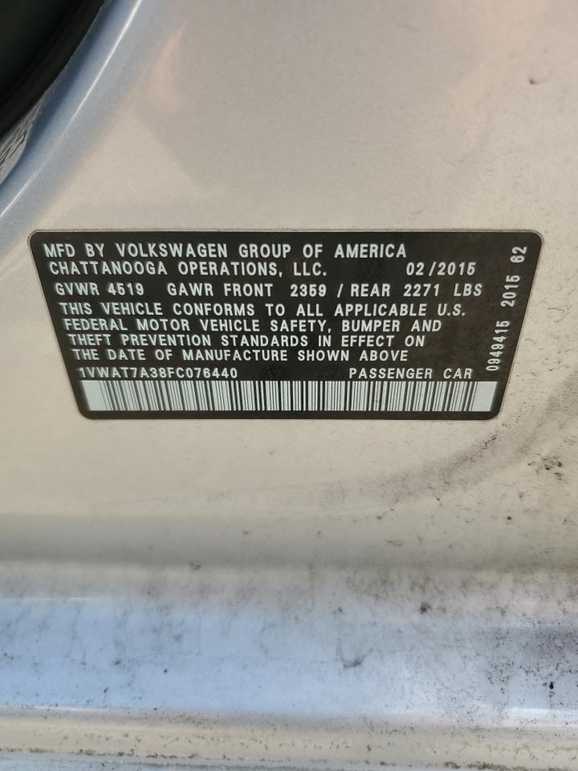 MFD BY VOLKSWAGEN GROUP OF AMERICA
CHATTANOOGA OPERATIONS, LLC. 02/2015
GVWR 4519 GAWR FRONT 2359 / REAR 2271 LBS
THIS VEHICLE CONFORMS TO ALL APPLICABLE U.S.
FEDERAL MOTOR VEHICLE SAFETY, BUMPER AND
THEFT PREVENTION STANDARDS IN EFFECT ON
THE DATE OF MANUFACTURE SHOWN ABOVE
1VWAT7A38FC076440 PASSENGER CAR
0949415 2015 62